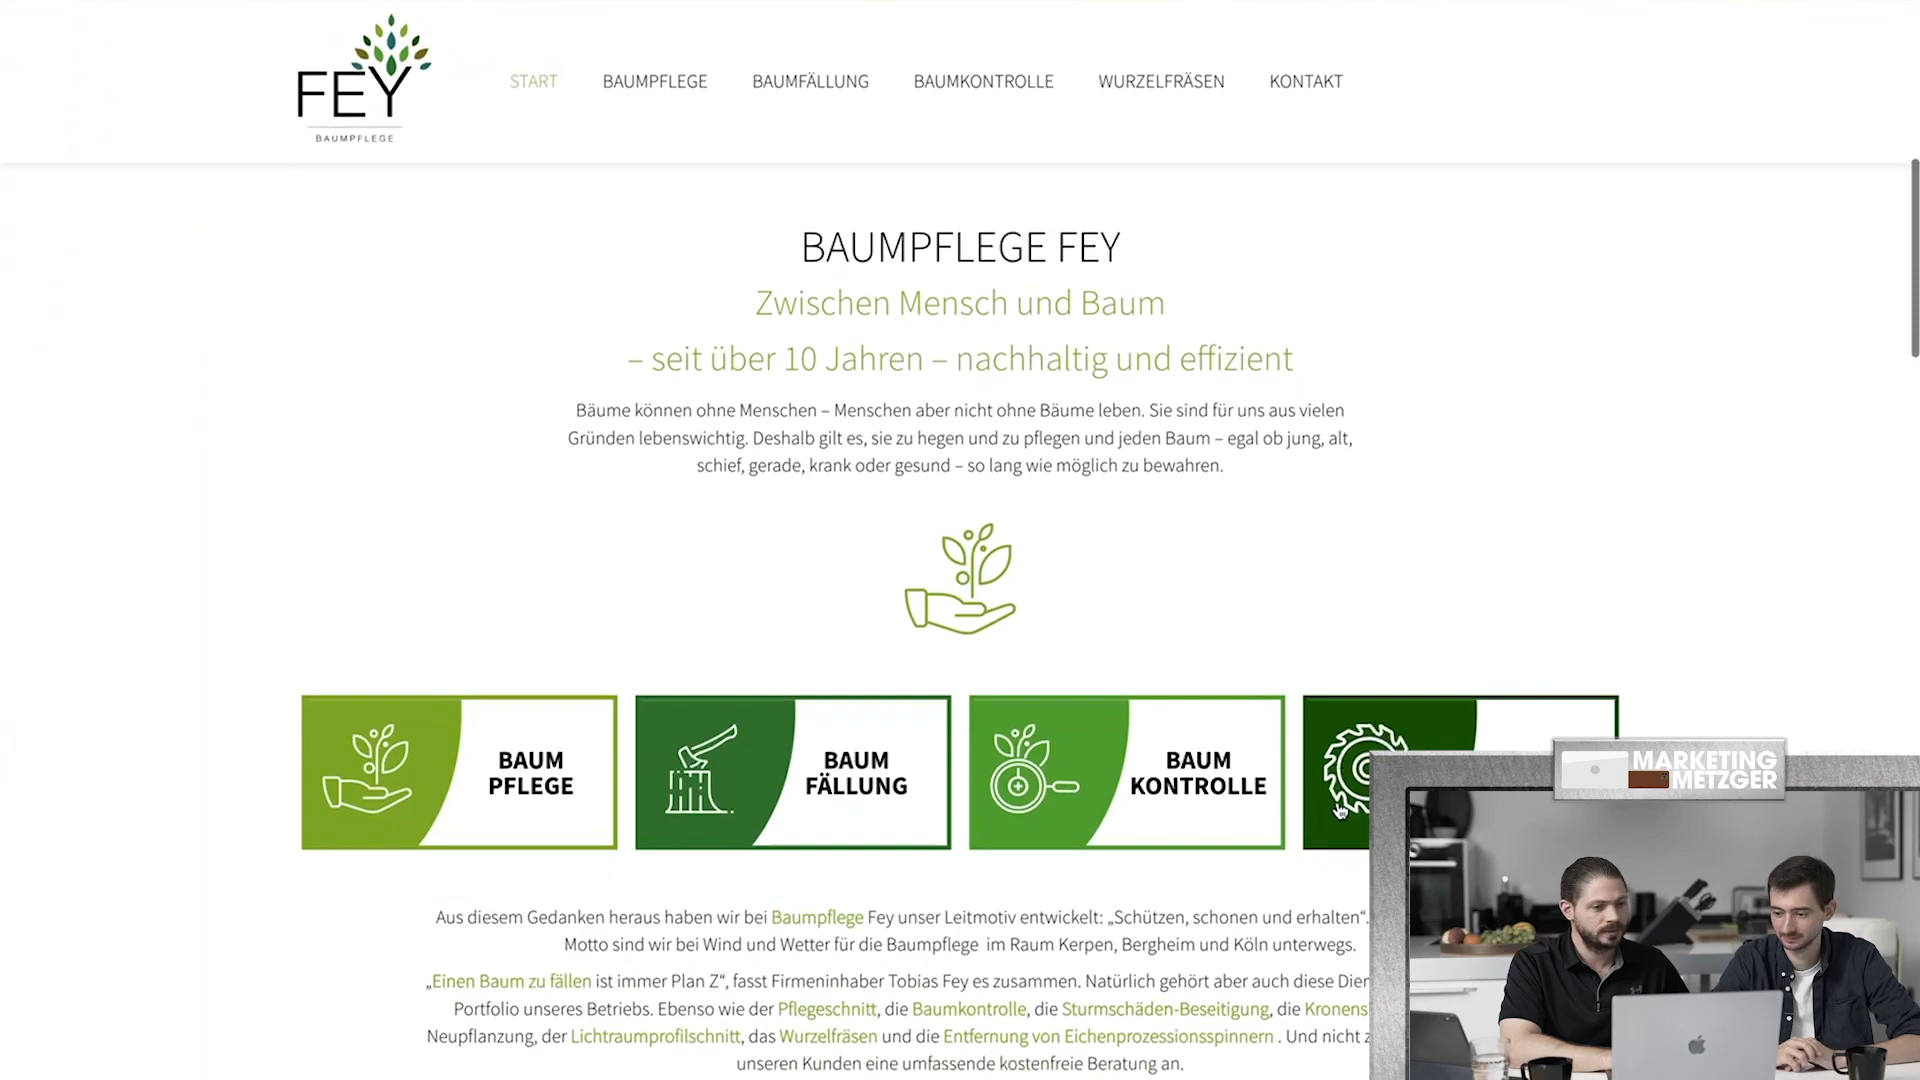 FEY
BAUMPFLEGE
START
BAUMPFLEGE
BAUMFÄLLUNG
BAUMKONTROLLE
WURZELFRÄSEN
KONTAKT
BAUMPFLEGE FEY
Zwischen Mensch und Baum
– seit über 10 Jahren – nachhaltig und effizient
Bäume können ohne Menschen – Menschen aber nicht ohne Bäume leben. Sie sind für uns aus vielen
Gründen lebenswichtig. Deshalb gilt es, sie zu hegen und zu pflegen und jeden Baum – egal ob jung, alt,
schief, gerade, krank oder gesund – so lang wie möglich zu bewahren.
BAUM
PFLEGE
BAUM
FÄLLUNG
BAUM
KONTROLLE
MARKETING
METZGER
Aus diesem Gedanken heraus haben wir bei Baumpflege Fey unser Leitmotiv entwickelt: „Schützen, schonen und erhalten“.
Motto sind wir bei Wind und Wetter für die Baumpflege im Raum Kerpen, Bergheim und Köln unterwegs.
„Einen Baum zu fällen ist immer Plan Z“, fasst Firmeninhaber Tobias Fey es zusammen. Natürlich gehört aber auch diese Dien
Portfolio unseres Betriebs. Ebenso wie der Pflegeschnitt, die Baumkontrolle, die Sturmschäden-Beseitigung, die Kronens
Neupflanzung, der Lichtraumprofilschnitt, das Wurzelfräsen und die Entfernung von Eichenprozessionsspinnern . Und nicht z
unseren Kunden eine umfassende kostenfreie Beratung an.